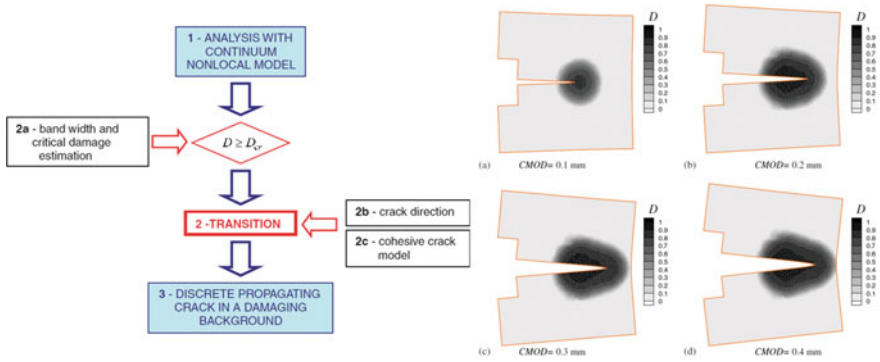 1 - ANALYSIS WITH
CONTINUUM
NONLOCAL MODEL
2a - band width and
critical damage
estimation
D ≥ Dcr
2 -TRANSITION
2b - crack direction
2c - cohesive crack
model
3 - DISCRETE PROPAGATING
CRACK IN A DAMAGING
BACKGROUND
D
1
0.9
0.8
0.7
0.6
0.5
0.4
0.3
0.2
0.1
0
(a) CMOD= 0.1 mm
D
1
0.9
0.8
0.7
0.6
0.5
0.4
0.3
0.2
0.1
0
(b) CMOD= 0.2 mm
D
1
0.9
0.8
0.7
0.6
0.5
0.4
0.3
0.2
0.1
0
(c) CMOD= 0.3 mm
D
1
0.9
0.8
0.7
0.6
0.5
0.4
0.3
0.2
0.1
0
(d) CMOD= 0.4 mm